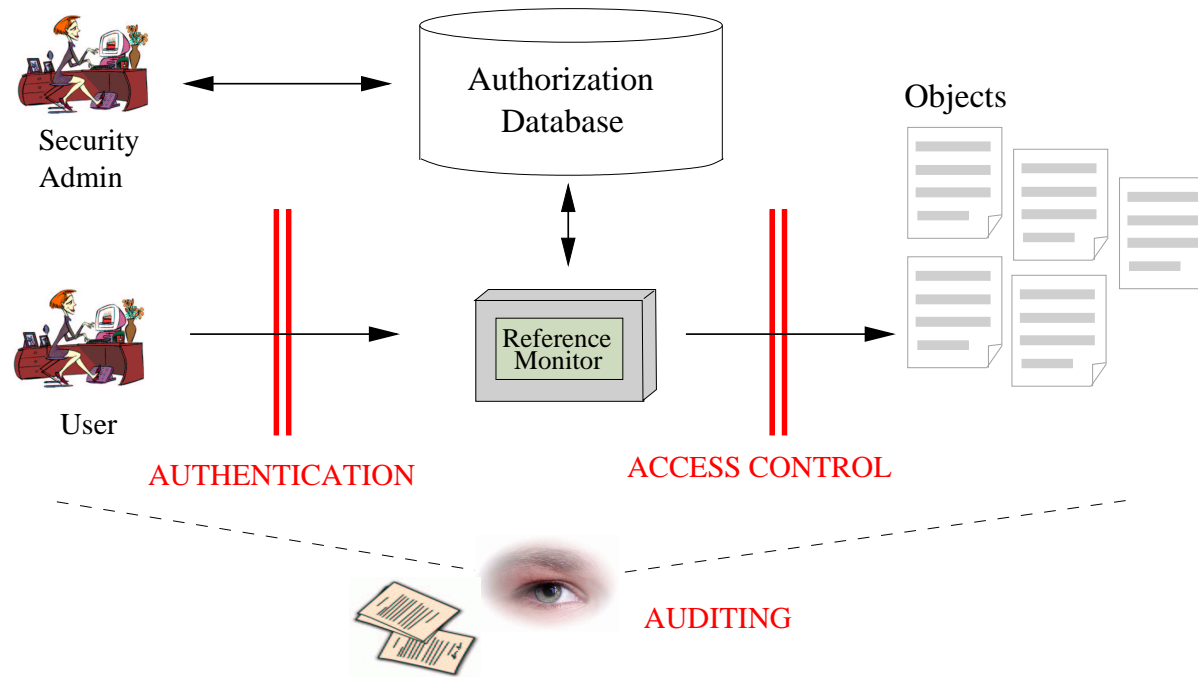 Authorization
Database
Objects
Security
Admin
Reference
Monitor
User
AUTHENTICATION
ACCESS CONTROL
AUDITING